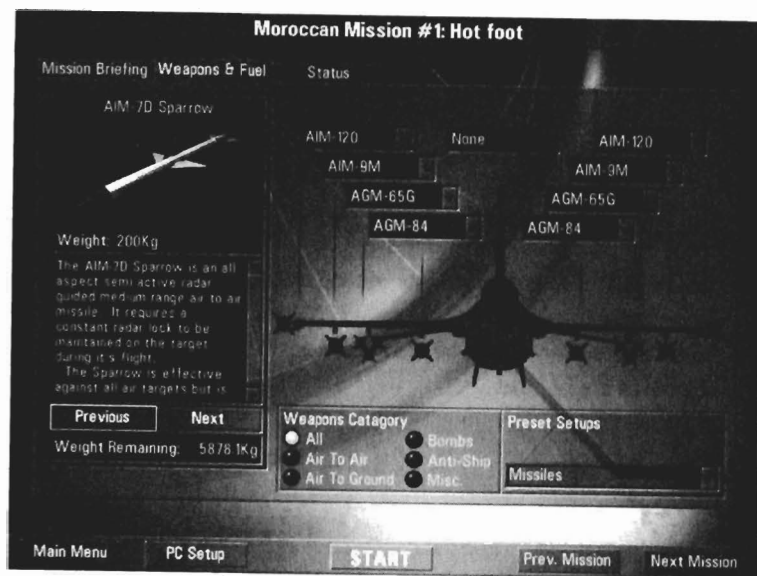 Moroccan Mission #1: Hot foot
Mission Briefing Weapons & Fuel Status
AIM-7D Sparrow
Weight: 200Kg
The AIM-7D Sparrow is an all
aspect semi active radar
guided medium range air to air
missile. It requires a
constant radar lock to be
maintained on the target
during it's flight.
The Sparrow is effective
against all air targets but is
Previous Next
Weight Remaining: 5878.1Kg
AIM-120 None AIM-120
AIM-9M AIM-9M
AGM-65G AGM-65G
AGM-84 AGM-84
Weapons Catagory
All Bombs
Air To Air Anti-Ship
Air To Ground Misc.
Preset Setups
Missiles
Main Menu PC Setup START Prev. Mission Next Mission